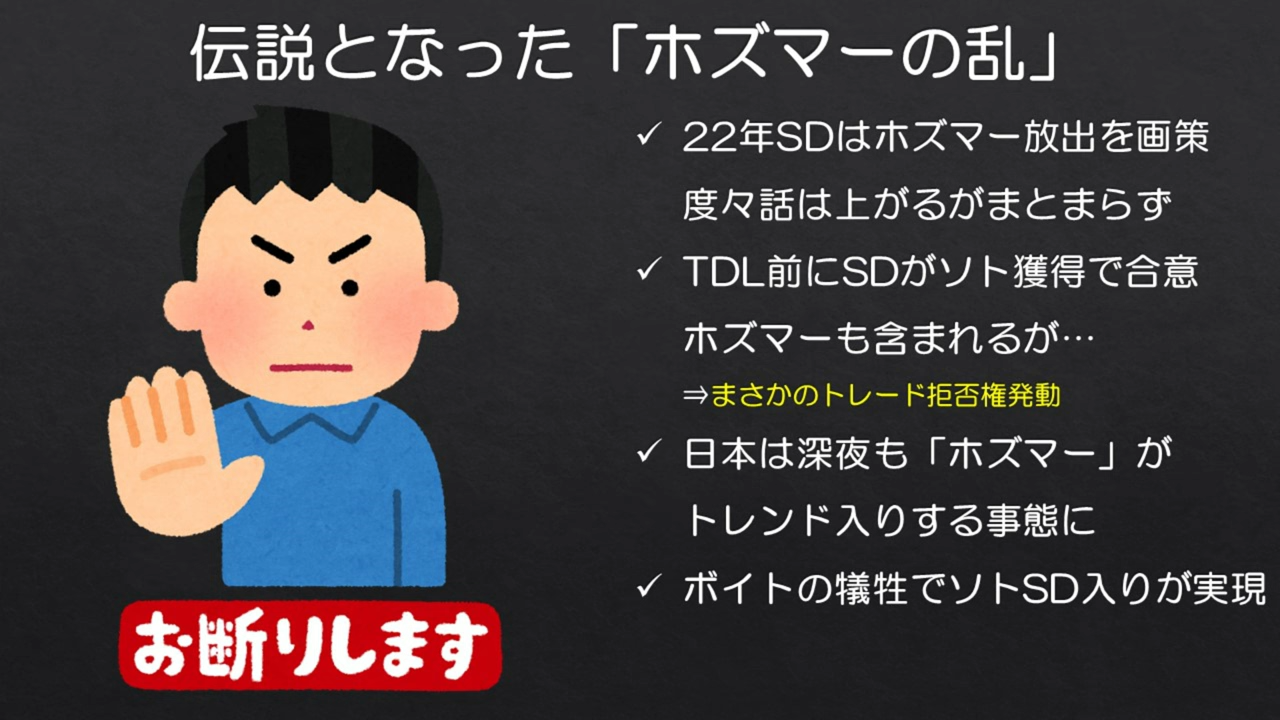 伝説となった「ホズマーの乱」
✓ 22年SDはホズマー放出を画策
度々話は上がるがまとまらず
✓ TDL前にSDがソト獲得で合意
ホズマーも含まれるが…
⇒まさかのトレード拒否権発動
✓ 日本は深夜も「ホズマー」が
トレンド入りする事態に
✓ ボイトの犠牲でソトSD入りが実現
お断りします